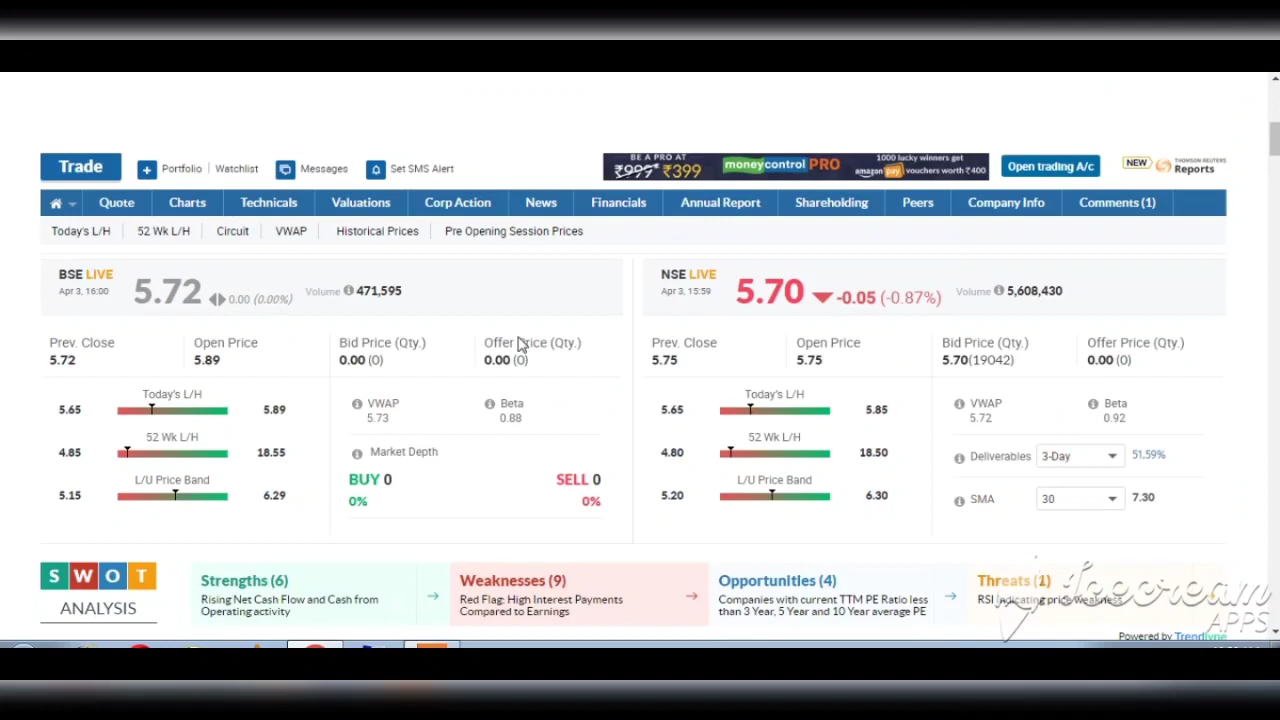 Trade
Portfolio Watchlist Messages Set SMS Alert
BE A PRO AT
₹999* ₹399
moneycontrol PRO
1000 lucky winners get
amazon pay vouchers worth ₹400
Open trading A/c
NEW
THOMSON REUTERS
Reports
Quote Charts Technicals Valuations Corp Action News Financials Annual Report Shareholding Peers Company Info Comments (1)
Today's L/H 52 Wk L/H Circuit VWAP Historical Prices Pre Opening Session Prices
BSE LIVE
Apr 3, 16:00
5.72
0.00 (0.00%)
Volume 471,595
Prev. Close
5.72
Open Price
5.89
Bid Price (Qty.)
0.00 (0)
Offer Price (Qty.)
0.00 (0)
Today's L/H
5.65 5.89
52 Wk L/H
4.85 18.55
L/U Price Band
5.15 6.29
VWAP
5.73
Beta
0.88
Market Depth
BUY 0 SELL 0
0% 0%
NSE LIVE
Apr 3, 15:59
5.70
-0.05 (-0.87%)
Volume 5,608,430
Prev. Close
5.75
Open Price
5.75
Bid Price (Qty.)
5.70(19042)
Offer Price (Qty.)
0.00 (0)
Today's L/H
5.65 5.85
52 Wk L/H
4.80 18.50
L/U Price Band
5.20 6.30
VWAP
5.72
Beta
0.92
Deliverables 3-Day 51.59%
SMA 30 7.30
SWOT
ANALYSIS
Strengths (6)
Rising Net Cash Flow and Cash from
Operating activity
Weaknesses (9)
Red Flag: High Interest Payments
Compared to Earnings
Opportunities (4)
Companies with current TTM PE Ratio less
than 3 Year, 5 Year and 10 Year average PE
Threats (1)
RSI indicating price weakness
Icecream
APPS
Powered by Trendlyne